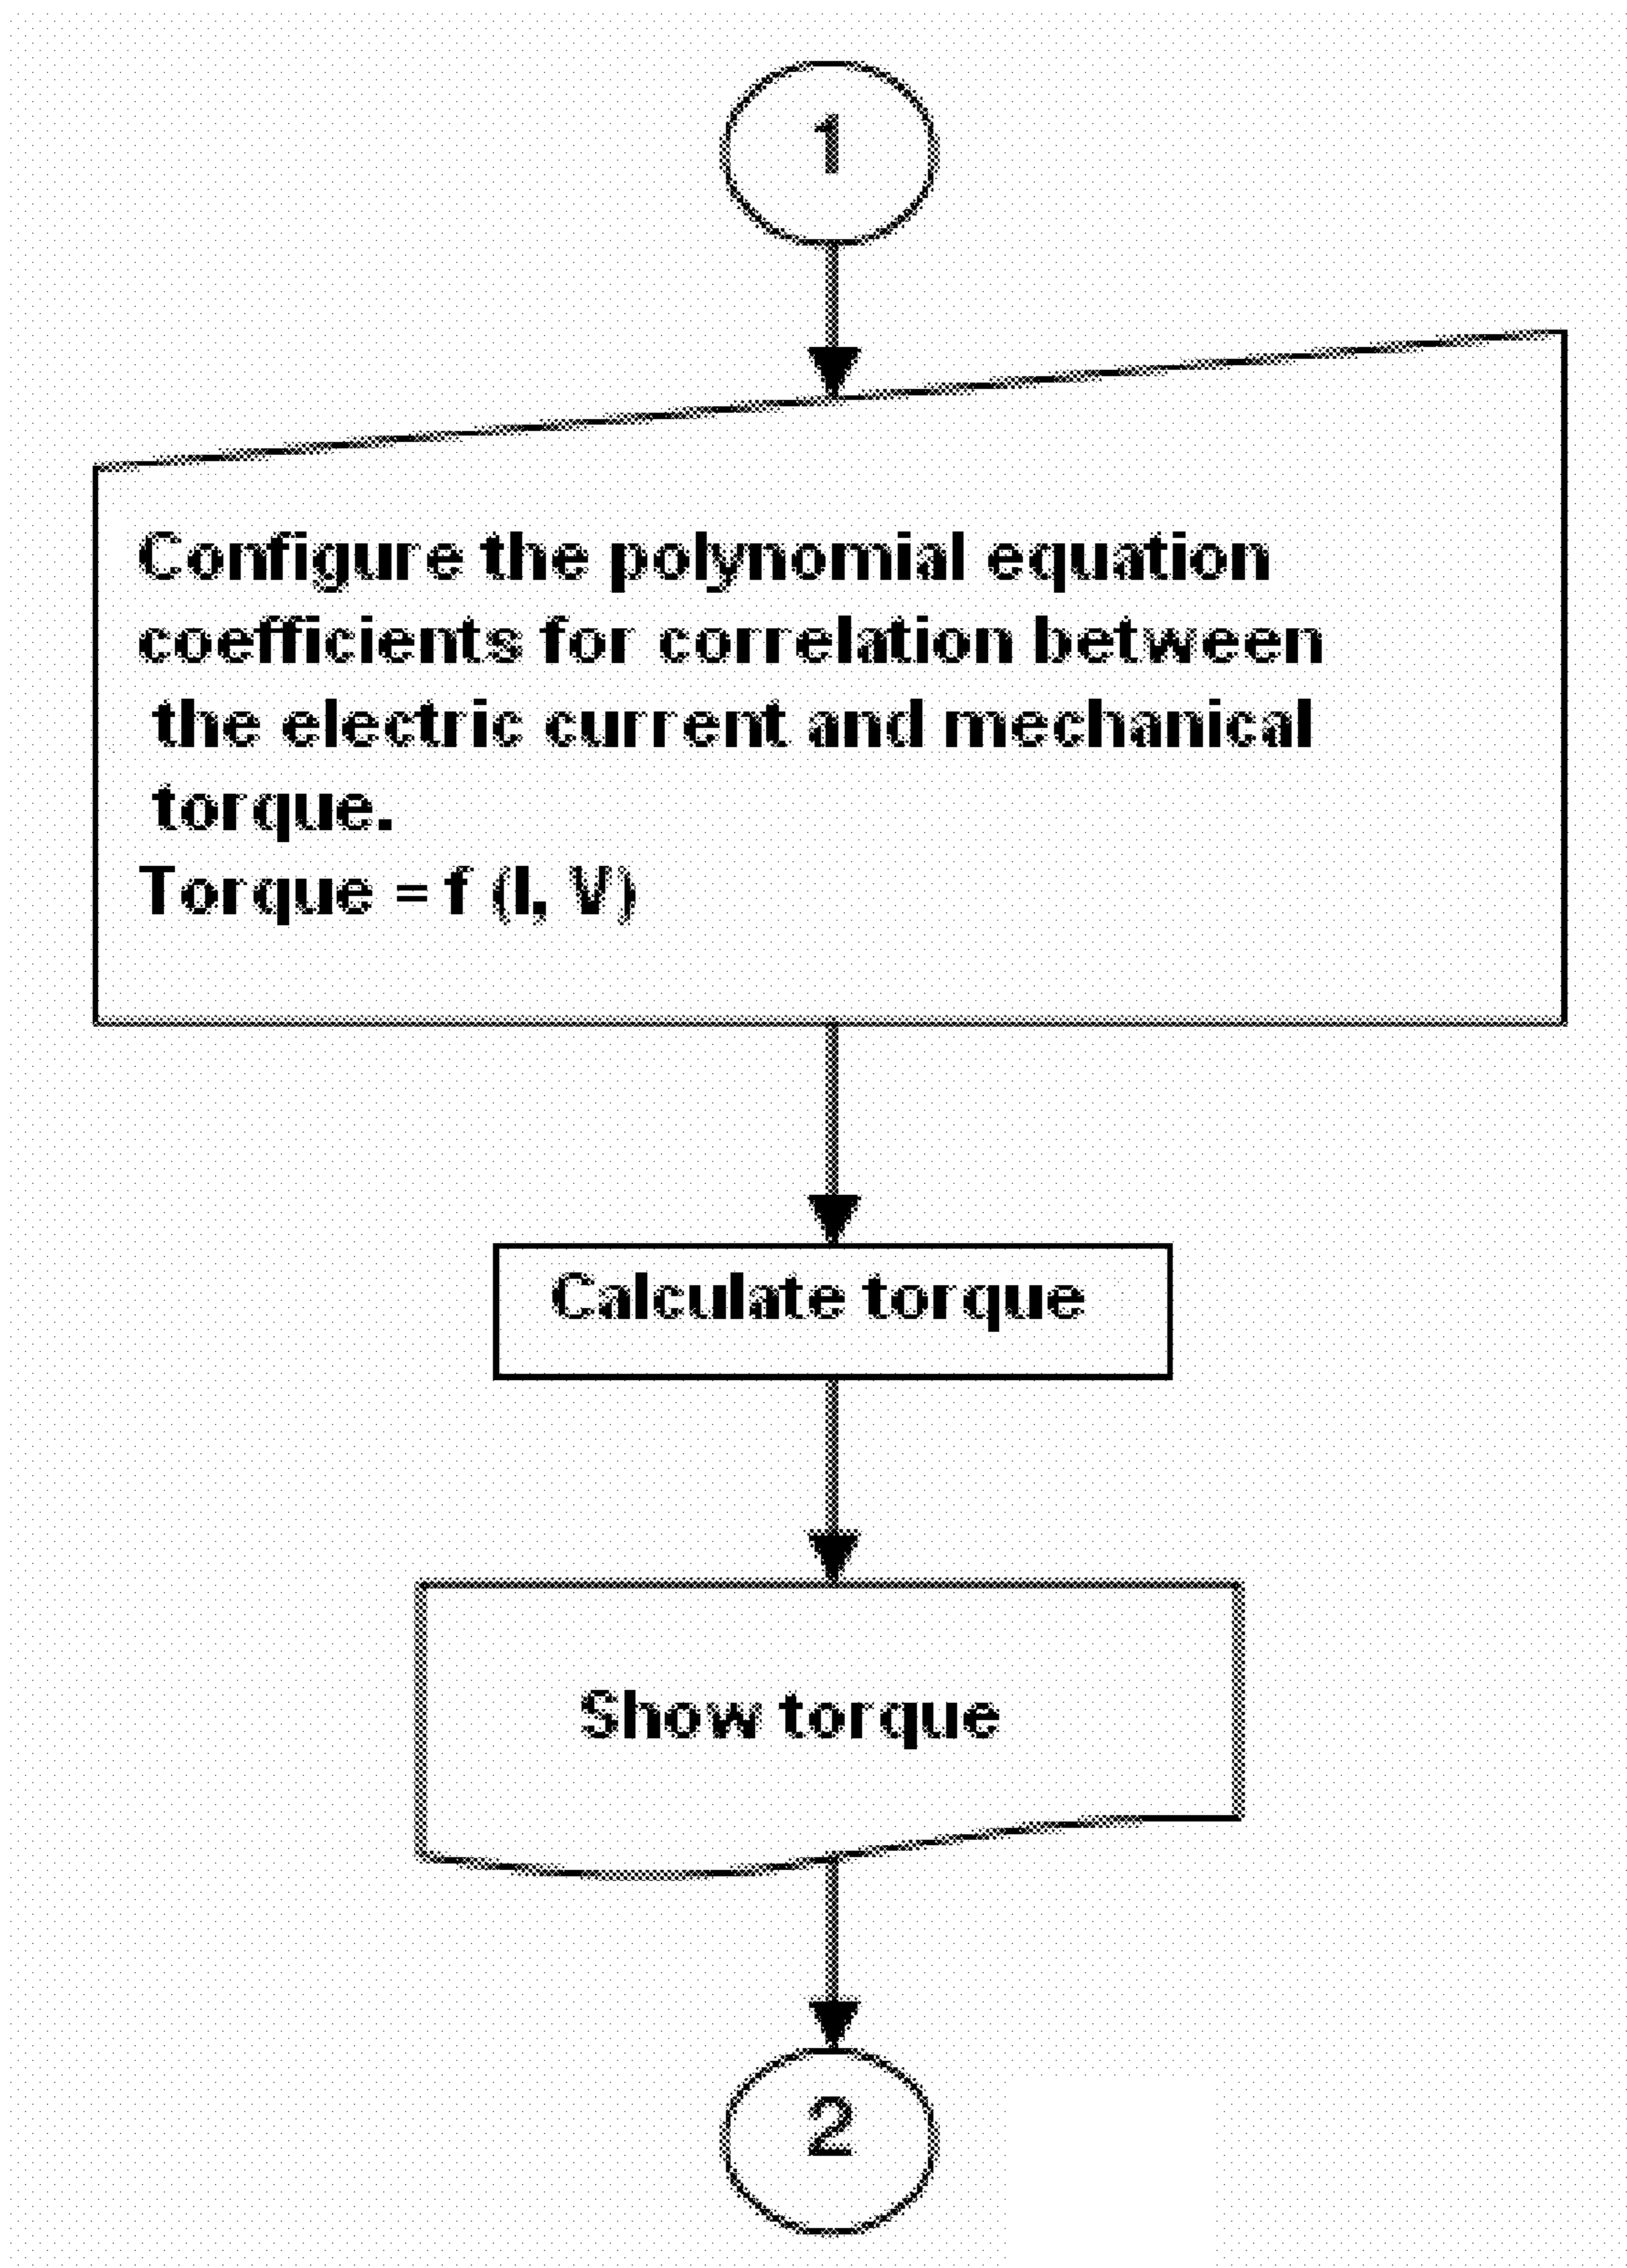 1
Configure the polynomial equation
coefficients for correlation between
the electric current and mechanical
torque.
Torque = f (I, V)
Calculate torque
Show torque
2